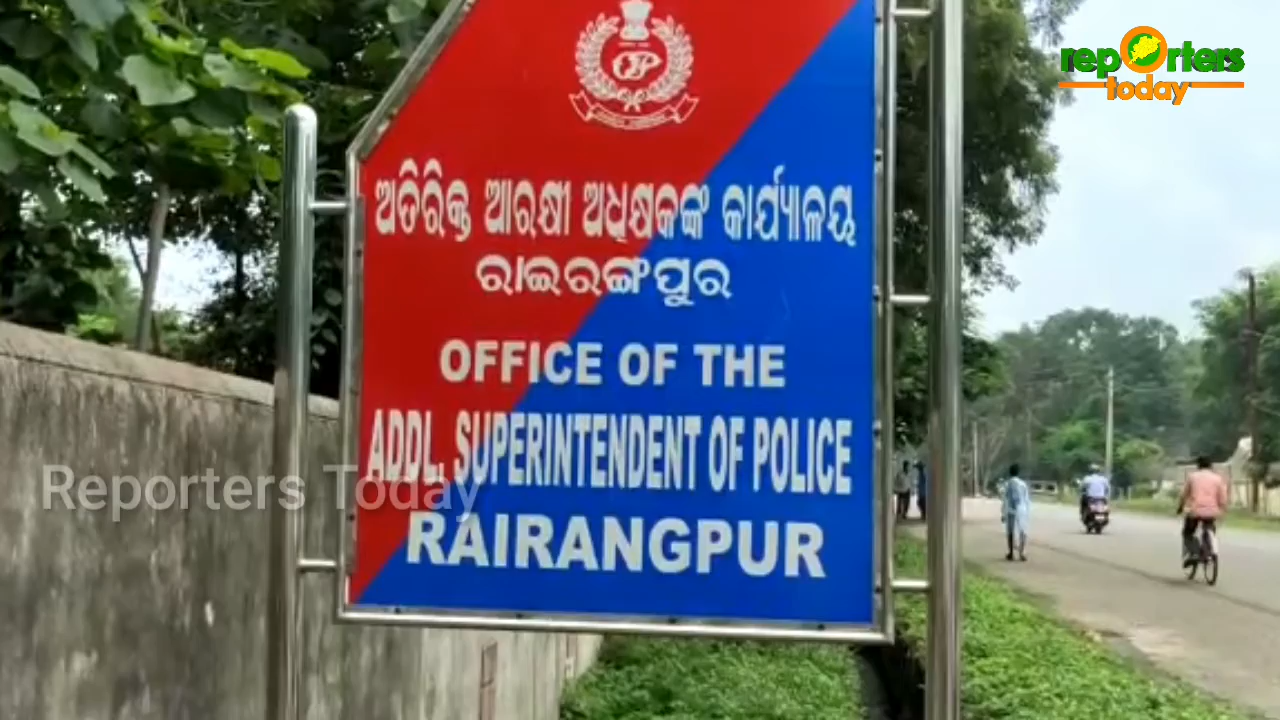 reporters
today
OP
ଅତିରିକ୍ତ ଆରକ୍ଷୀ ଅଧିକ୍ଷକଙ୍କ କାର୍ଯ୍ୟାଳୟ
ରାଇରଙ୍ଗପୁର
OFFICE OF THE
ADDL. SUPERINTENDENT OF POLICE
RAIRANGPUR
Reporters Today